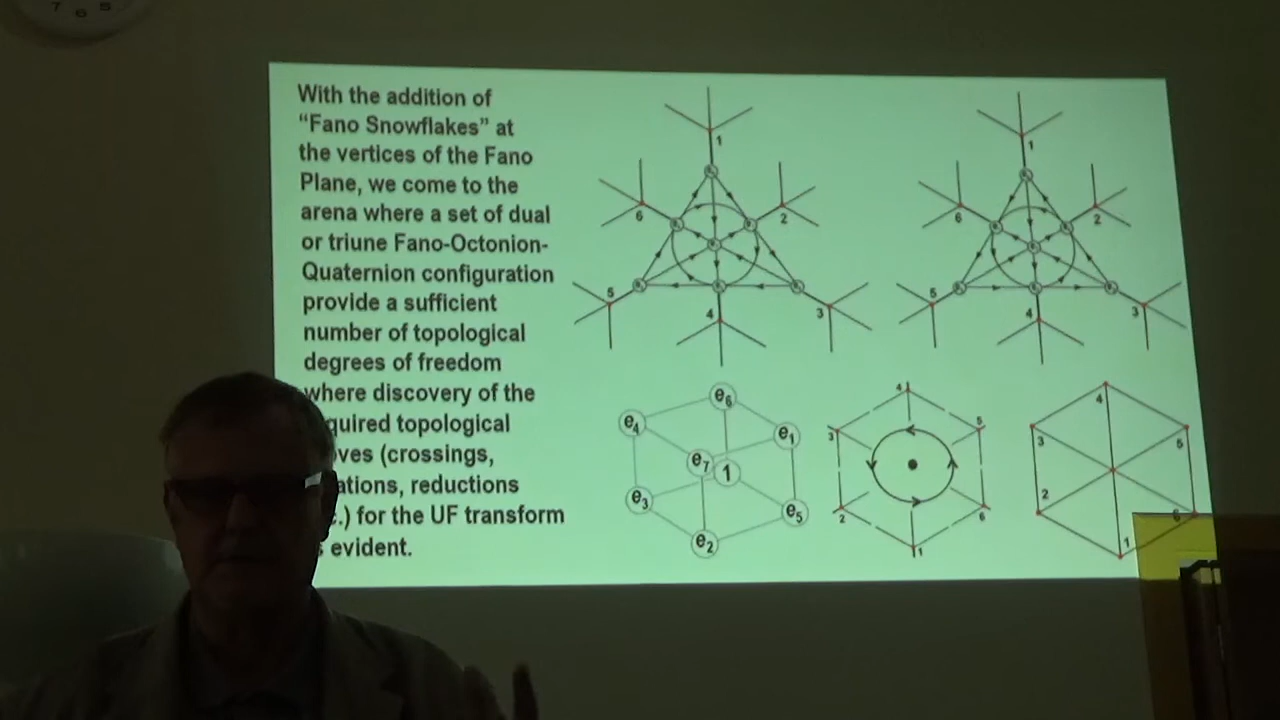 7 6 5
With the addition of
“Fano Snowflakes” at
the vertices of the Fano
Plane, we come to the
arena where a set of dual
or triune Fano-Octonion-
Quaternion configuration
provide a sufficient
number of topological
degrees of freedom
where discovery of the
quired topological
ves (crossings,
ations, reductions
.) for the UF transform
evident.
1
6 2
5
4 3
1
6 2
5
4 3
e6
e4
e1
e7 1
e3
e5
e2
4
3 5
2 6
1
4
3 5
2
6
1